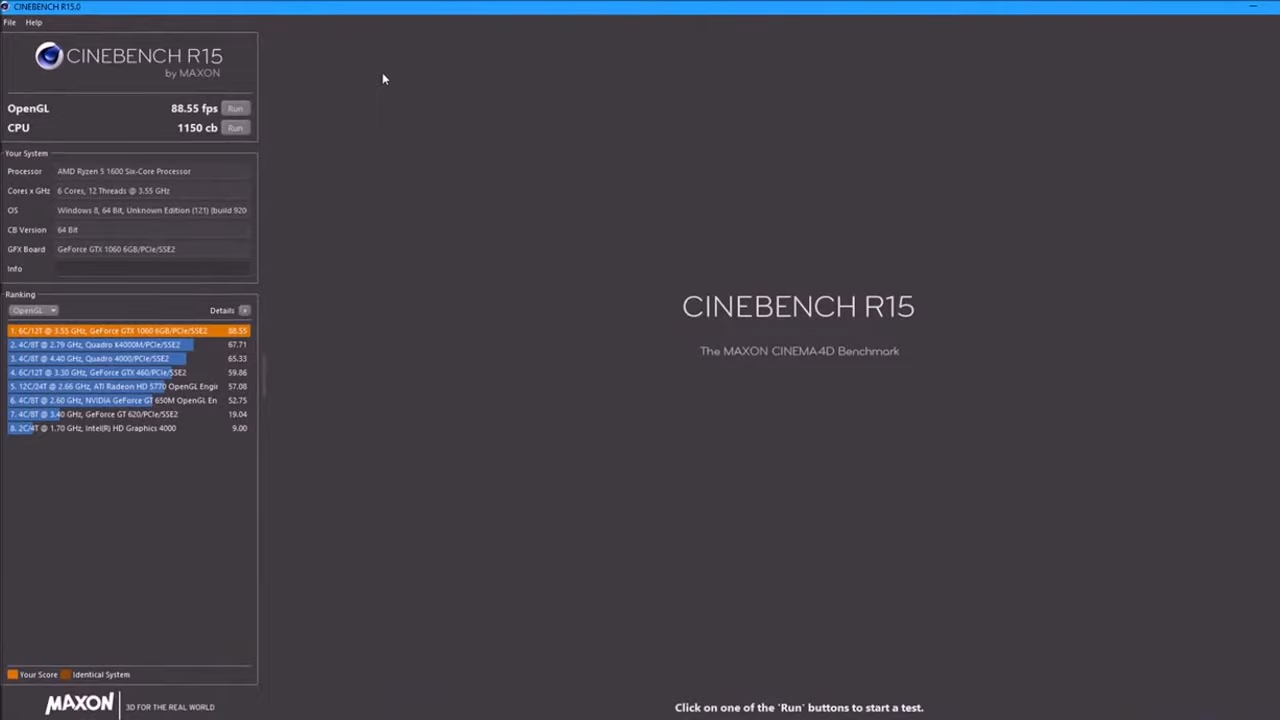 CINEBENCH R15.0
File Help
CINEBENCH R15
by MAXON
OpenGL 88.55 fps Run
CPU 1150 cb Run
Your System
Processor AMD Ryzen 5 1600 Six-Core Processor
Cores x GHz 6 Cores, 12 Threads @ 3.55 GHz
OS Windows 8, 64 Bit, Unknown Edition (121) (build 920
CB Version 64 Bit
GFX Board GeForce GTX 1060 6GB/PCIe/SSE2
Info
Ranking
OpenGL Details
1. 6C/12T @ 3.55 GHz, GeForce GTX 1060 6GB/PCIe/SSE2 88.55
2. 4C/8T @ 2.79 GHz, Quadro K4000M/PCIe/SSE2 67.71
3. 4C/8T @ 4.40 GHz, Quadro 4000/PCIe/SSE2 65.33
4. 6C/12T @ 3.30 GHz, GeForce GTX 460/PCIe/SSE2 59.86
5. 12C/24T @ 2.66 GHz, ATI Radeon HD 5770 OpenGL Engin 57.08
6. 4C/8T @ 2.60 GHz, NVIDIA GeForce GT 650M OpenGL En 52.75
7. 4C/8T @ 3.40 GHz, GeForce GT 620/PCIe/SSE2 19.04
8. 2C/4T @ 1.70 GHz, Intel(R) HD Graphics 4000 9.00
CINEBENCH R15
The MAXON CINEMA4D Benchmark
Your Score Identical System
MAXON 3D FOR THE REAL WORLD
Click on one of the 'Run' buttons to start a test.